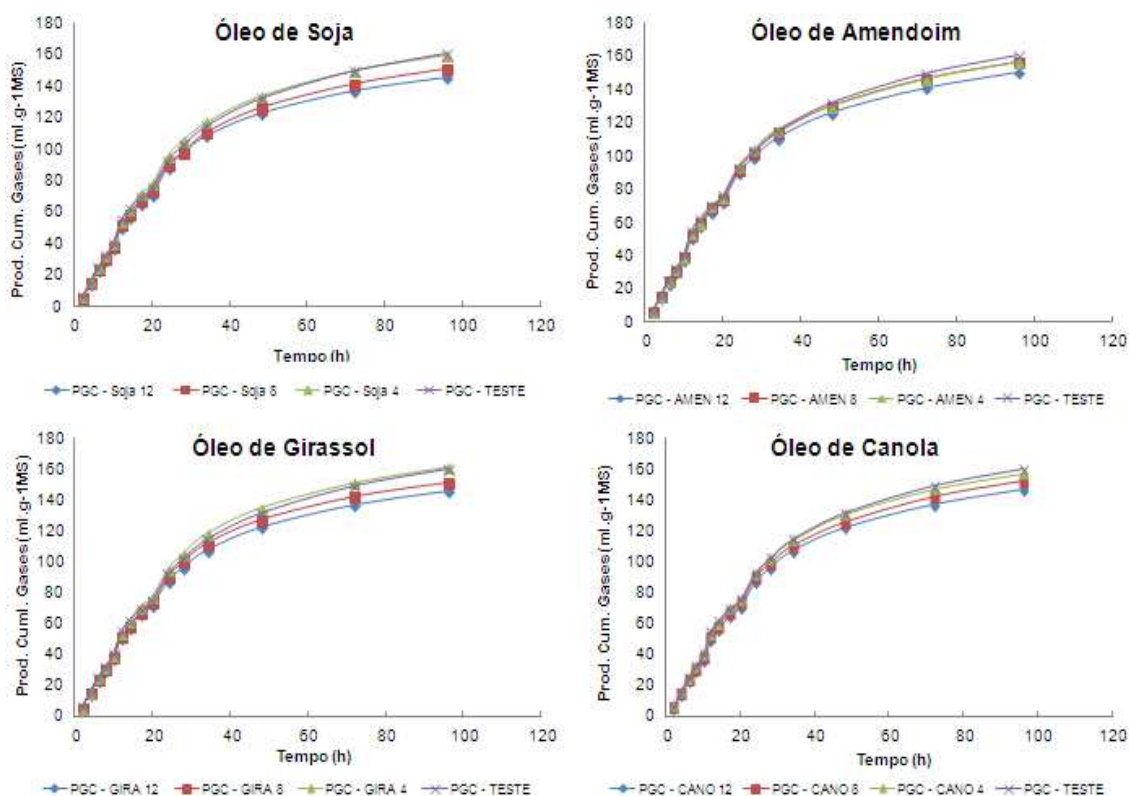 Óleo de Soja
Prod. Cum. Gases (ml.g-1MS)
180
160
140
120
100
80
60
40
20
0
0 20 40 60 80 100 120
Tempo (h)
PGC - Soja 12 PGC - Soja 8 PGC - Soja 4 PGC - TESTE
Óleo de Amendoim
Prod. Cum. Gases (ml.g-1MS)
180
160
140
120
100
80
60
40
20
0
0 20 40 60 80 100 120
Tempo (h)
PGC - AMEN 12 PGC - AMEN 8 PGC - AMEN 4 PGC - TESTE
Óleo de Girassol
Prod. Cuml. Gases (ml.g-1MS)
180
160
140
120
100
80
60
40
20
0
0 20 40 60 80 100 120
Tempo (h)
PGC - GIRA 12 PGC - GIRA 8 PGC - GIRA 4 PGC - TESTE
Óleo de Canola
Prod. Cum. Gases (ml.g-1MS)
180
160
140
120
100
80
60
40
20
0
0 20 40 60 80 100 120
Tempo (h)
PGC - CANO 12 PGC - CANO 8 PGC - CANO 4 PGC - TESTE